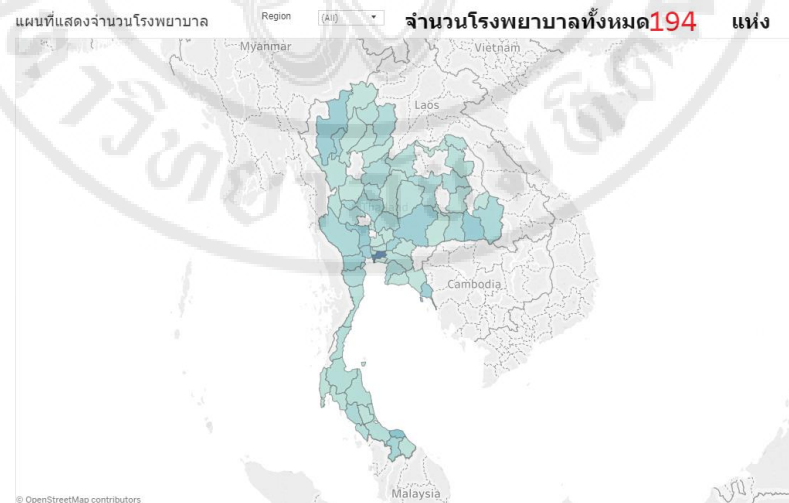 แผนที่แสดงจำนวนโรงพยาบาล Region (All) จำนวนโรงพยาบาลทั้งหมด194 แห่ง
Myanmar Vietnam
Laos
Cambodia
Malaysia
© OpenStreetMap contributors